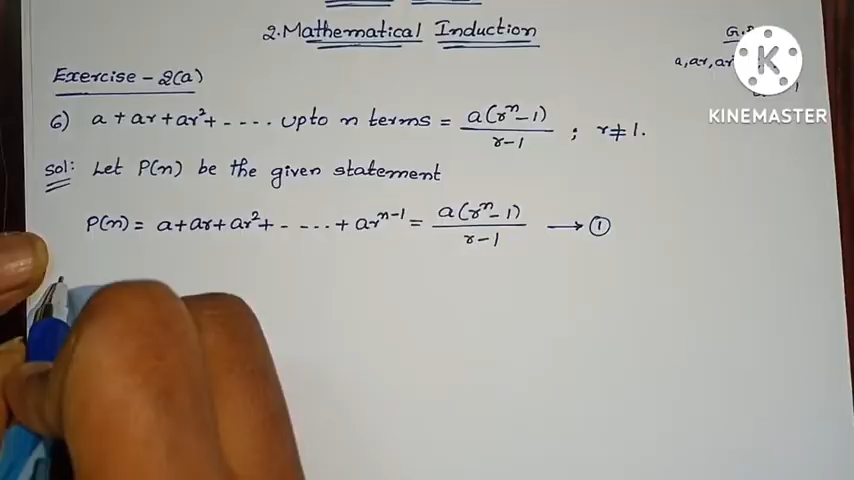 2.Mathematical Induction
a, ar, ar
K
KINEMASTER
Exercise - 2(a)
6) a + ar + ar² + - - - - upto n terms = a(rⁿ-1)/r-1 ; r≠1.
Sol: Let P(n) be the given statement
P(n) = a+ar+ar²+- - - - -+ arⁿ⁻¹ = a(rⁿ-1)/r-1 → ①